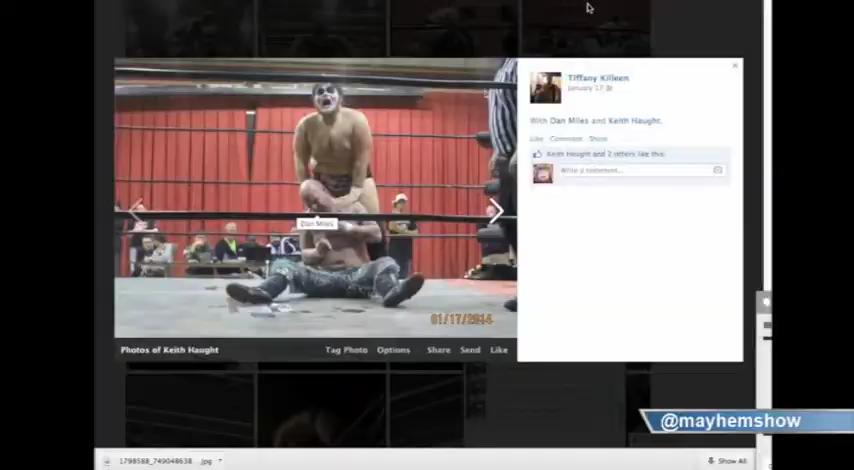 Tiffany Killeen
January 17
With Dan Miles and Keith Haught.
Like Comment Share
Keith Haught and 2 others like this.
Write a comment...
Dan Miles
01/17/2014
Photos of Keith Haught
Tag Photo Options Share Send Like
@mayhemshow
1798588_749048638 .jpg
Show All